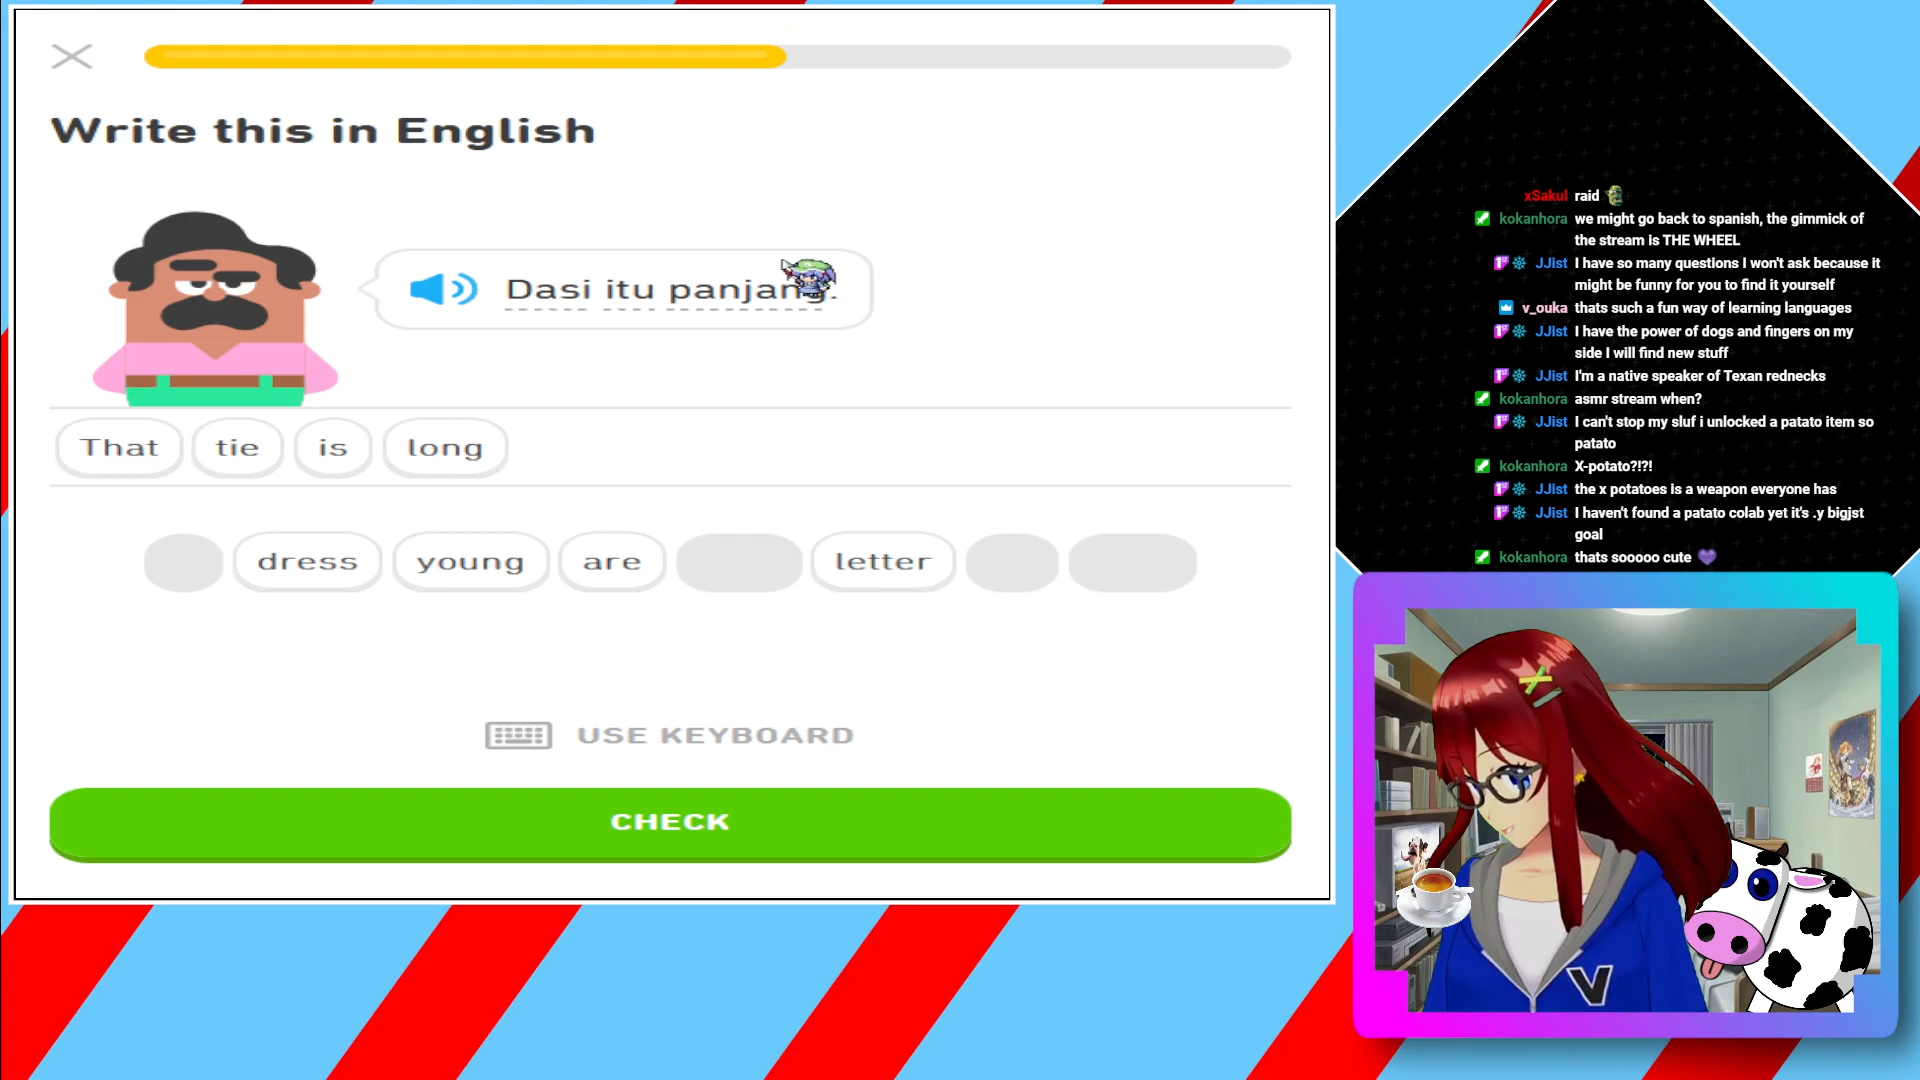 Write this in English
Dasi itu panjang.
That tie is long
dress young are letter
USE KEYBOARD
CHECK
xSakul raid
kokanhora we might go back to spanish, the gimmick of
the stream is THE WHEEL
JJIst I have so many questions I won't ask because it
might be funny for you to find it yourself
v_ouka thats such a fun way of learning languages
JJIst I have the power of dogs and fingers on my
side I will find new stuff
JJIst I'm a native speaker of Texan rednecks
kokanhora asmr stream when?
JJIst I can't stop my sluf i unlocked a patato item so
patato
kokanhora X-potato?!?!
JJIst the x potatoes is a weapon everyone has
JJIst I haven't found a patato colab yet it's .y bigjst
goal
kokanhora thats sooooo cute
V